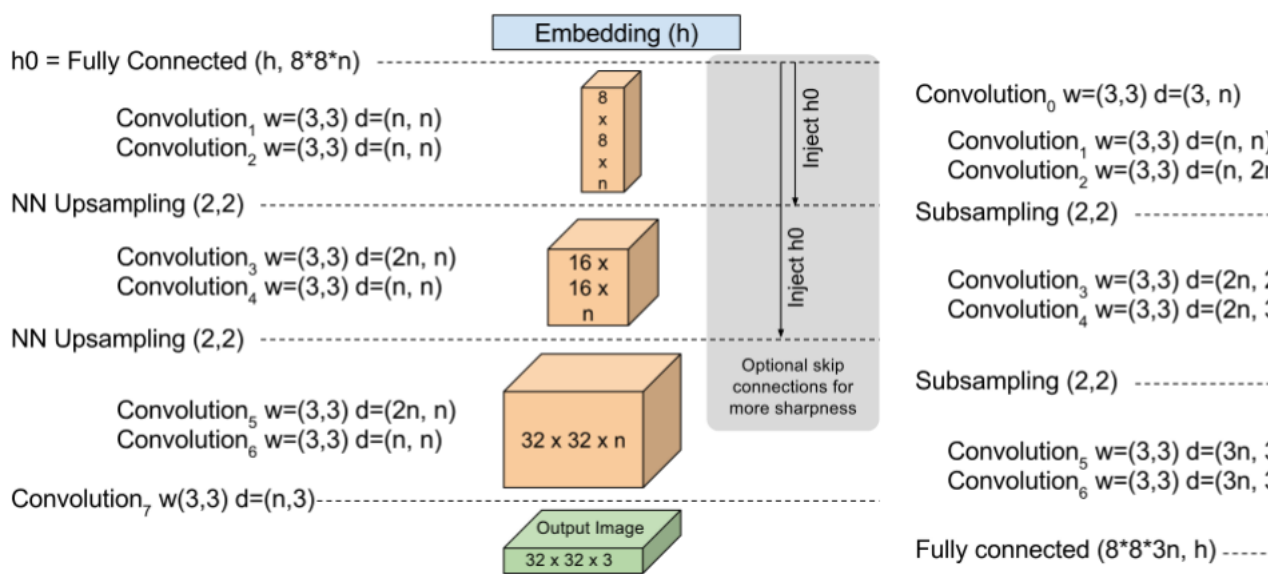 Embedding (h)
h0 = Fully Connected (h, 8*8*n)
Convolution₁ w=(3,3) d=(n, n)
Convolution₂ w=(3,3) d=(n, n)
8
x
8
x
n
Inject h0
NN Upsampling (2,2)
Convolution₃ w=(3,3) d=(2n, n)
Convolution₄ w=(3,3) d=(n, n)
16 x
16 x
n
Inject h0
NN Upsampling (2,2)
Optional skip
connections for
more sharpness
Convolution₅ w=(3,3) d=(2n, n)
Convolution₆ w=(3,3) d=(n, n)
32 x 32 x n
Convolution₇ w(3,3) d=(n,3)
Output Image
32 x 32 x 3
Convolution₀ w=(3,3) d=(3, n)
Convolution₁ w=(3,3) d=(n, n)
Convolution₂ w=(3,3) d=(n, 2
Subsampling (2,2)
Convolution₃ w=(3,3) d=(2n,
Convolution₄ w=(3,3) d=(2n,
Subsampling (2,2)
Convolution₅ w=(3,3) d=(3n,
Convolution₆ w=(3,3) d=(3n,
Fully connected (8*8*3n, h)